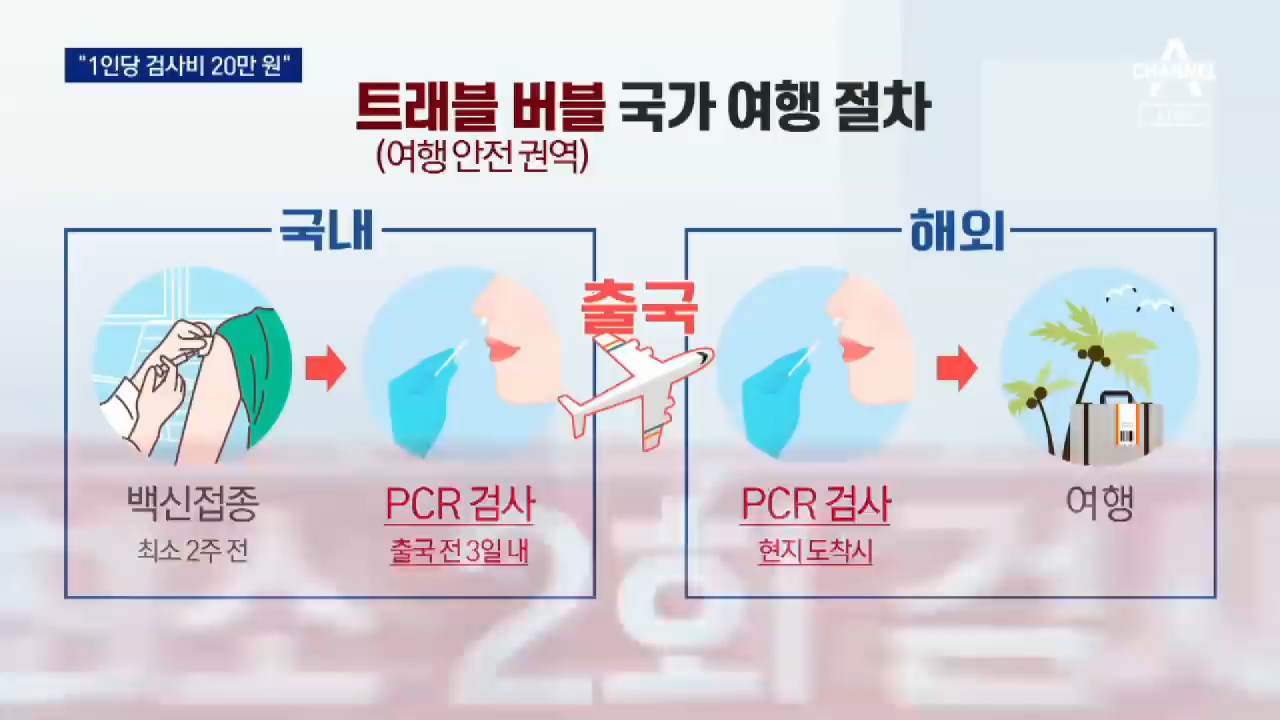 "1인당 검사비 20만 원"
CHANNEL A
트래블 버블 국가 여행 절차
(여행 안전 권역)
국내
해외
출국
백신접종
최소 2주 전
PCR 검사
출국 전 3일 내
PCR 검사
현지 도착시
여행
2회